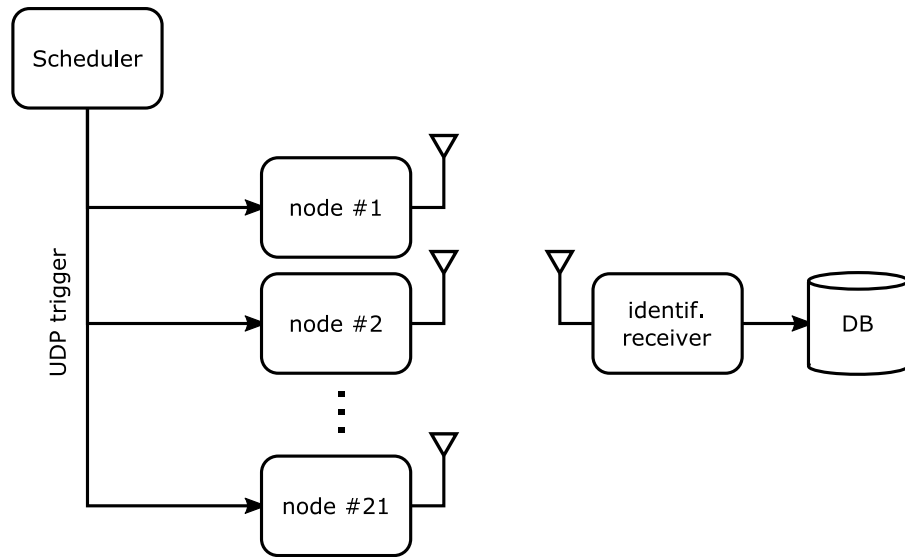 Scheduler
UDP trigger
node #1
node #2
node #21
identif.
receiver
DB